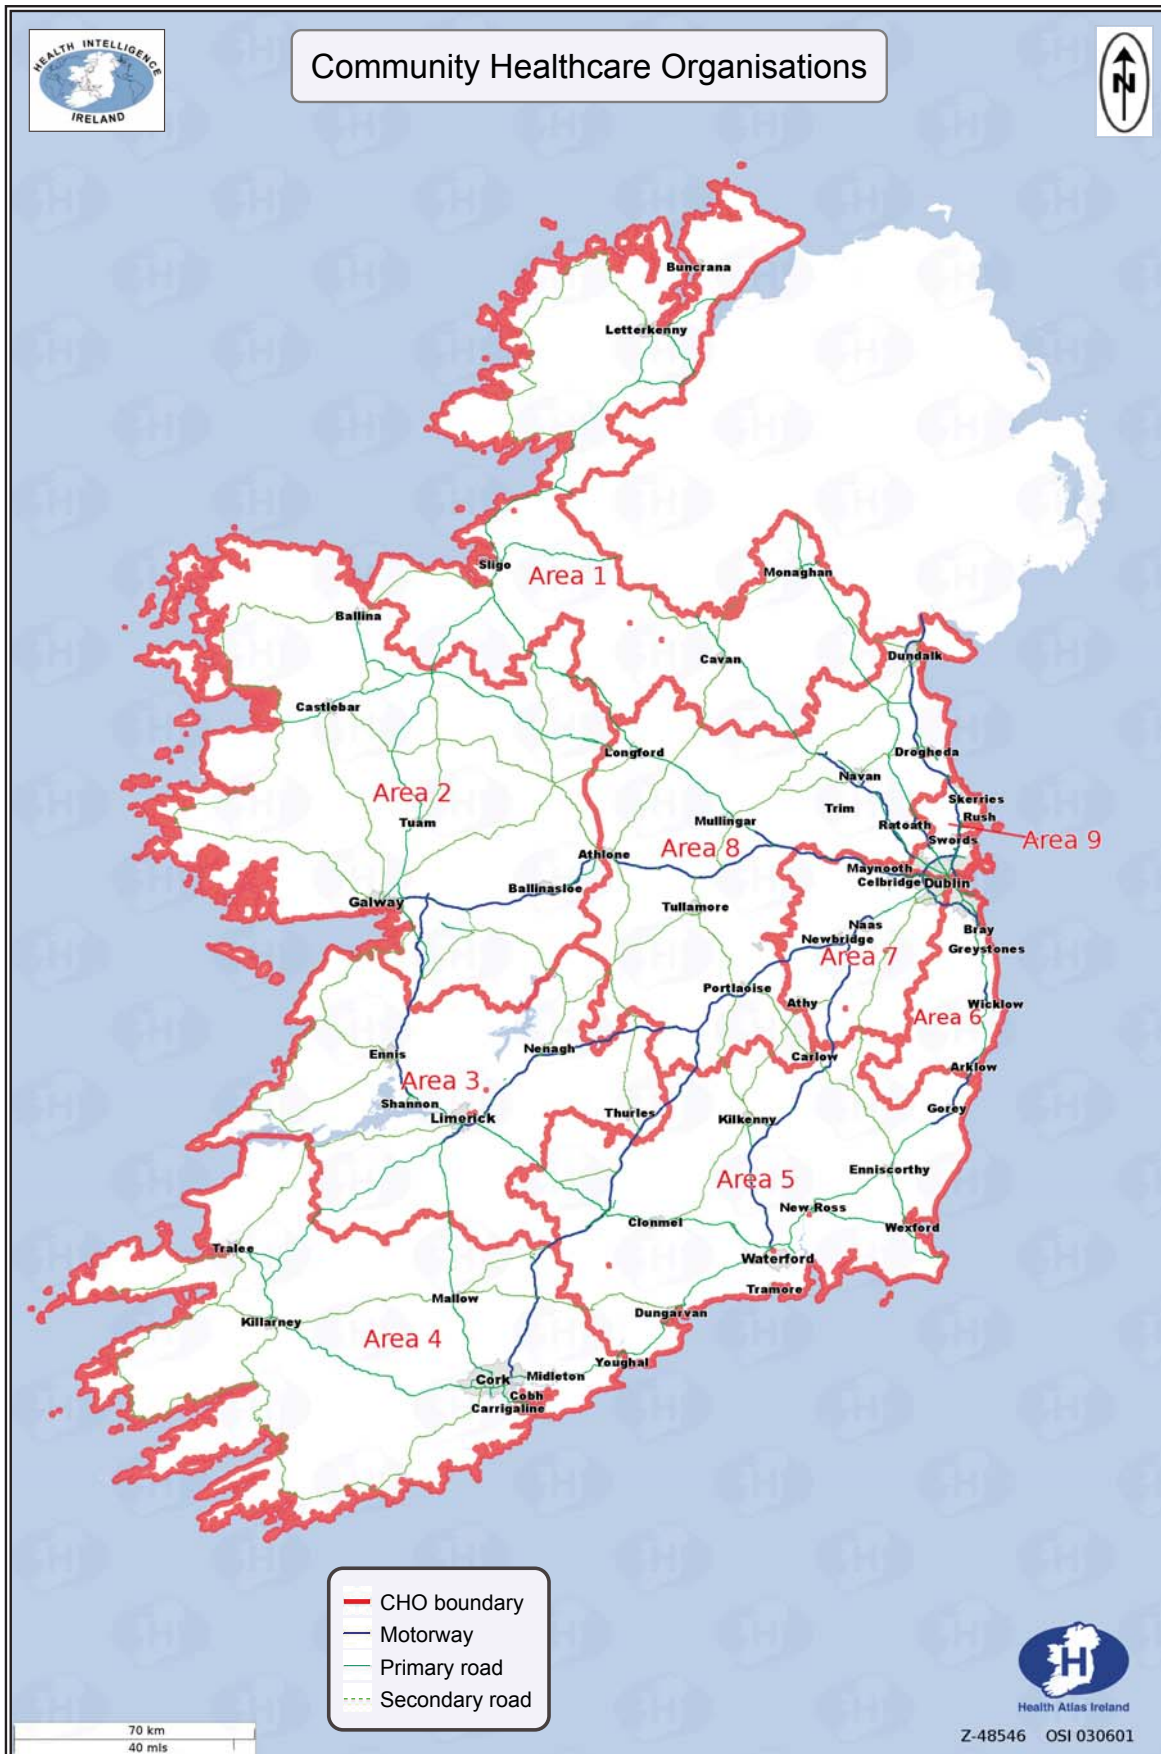 HEALTH INTELLIGENCE
IRELAND
Community Healthcare Organisations
N
Buncrana
Letterkenny
Sligo
Area 1
Monaghan
Ballina
Cavan
Dundalk
Castlebar
Longford
Drogheda
Navan
Area 2
Skerries
Trim
Rush
Tuam
Mullingar
Ratoath
Swords
Area 9
Athlone
Area 8
Maynooth
Celbridge
Dublin
Ballinasloe
Galway
Tullamore
Naas
Newbridge
Bray
Greystones
Area 7
Portlaoise
Athy
Wicklow
Area 6
Ennis
Nenagh
Carlow
Arklow
Area 3
Shannon
Limerick
Thurles
Kilkenny
Gorey
Enniscorthy
Area 5
New Ross
Clonmel
Wexford
Tralee
Waterford
Tramore
Mallow
Dungarvan
Killarney
Area 4
Youghal
Cork
Midleton
Cobh
Carrigaline
CHO boundary
Motorway
Primary road
Secondary road
70 km
40 mls
H
Health Atlas Ireland
Z-48546 OSI 030601